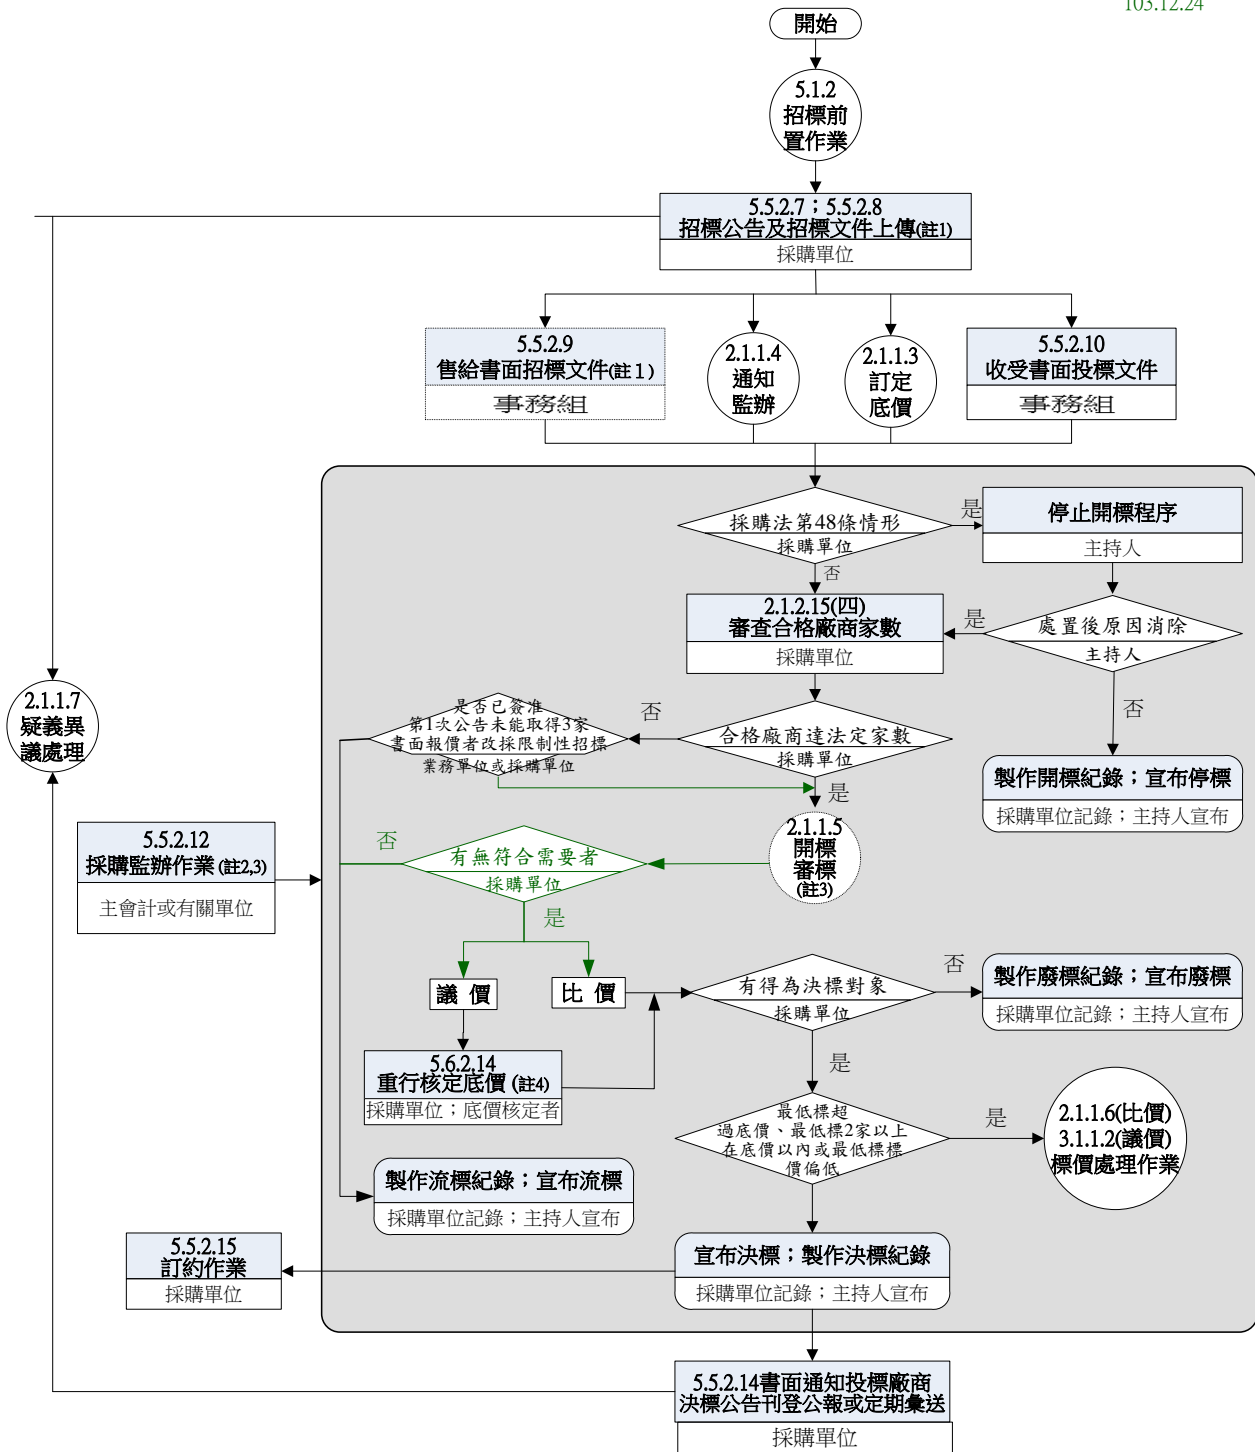 103.12.24
開始
5.1.2
招標前
置作業
5.5.2.7；5.5.2.8
招標公告及招標文件上傳(註1)
採購單位
5.5.2.9
售給書面招標文件(註１)
事務組
2.1.1.4
通知
監辦
2.1.1.3
訂定
底價
5.5.2.10
收受書面投標文件
事務組
採購法第48條情形
採購單位
是
否
停止開標程序
主持人
2.1.2.15(四)
審查合格廠商家數
採購單位
是
處置後原因消除
主持人
否
2.1.1.7
疑義異
議處理
是否已簽准
第1次公告未能取得3家
書面報價者改採限制性招標
業務單位或採購單位
否
合格廠商達法定家數
採購單位
是
製作開標紀錄；宣布停標
採購單位記錄；主持人宣布
5.5.2.12
採購監辦作業(註2,3)
主會計或有關單位
否
有無符合需要者
採購單位
是
2.1.1.5
開標
審標
(註3)
議 價
比 價
有得為決標對象
採購單位
否
是
製作廢標紀錄；宣布廢標
採購單位記錄；主持人宣布
5.6.2.14
重行核定底價(註4)
採購單位；底價核定者
最低標超
過底價、最低標2家以上
在底價以內或最低標標
價偏低
是
2.1.1.6(比價)
3.1.1.2(議價)
標價處理作業
製作流標紀錄；宣布流標
採購單位記錄；主持人宣布
5.5.2.15
訂約作業
採購單位
宣布決標；製作決標紀錄
採購單位記錄；主持人宣布
5.5.2.14書面通知投標廠商
決標公告刊登公報或定期彙送
採購單位